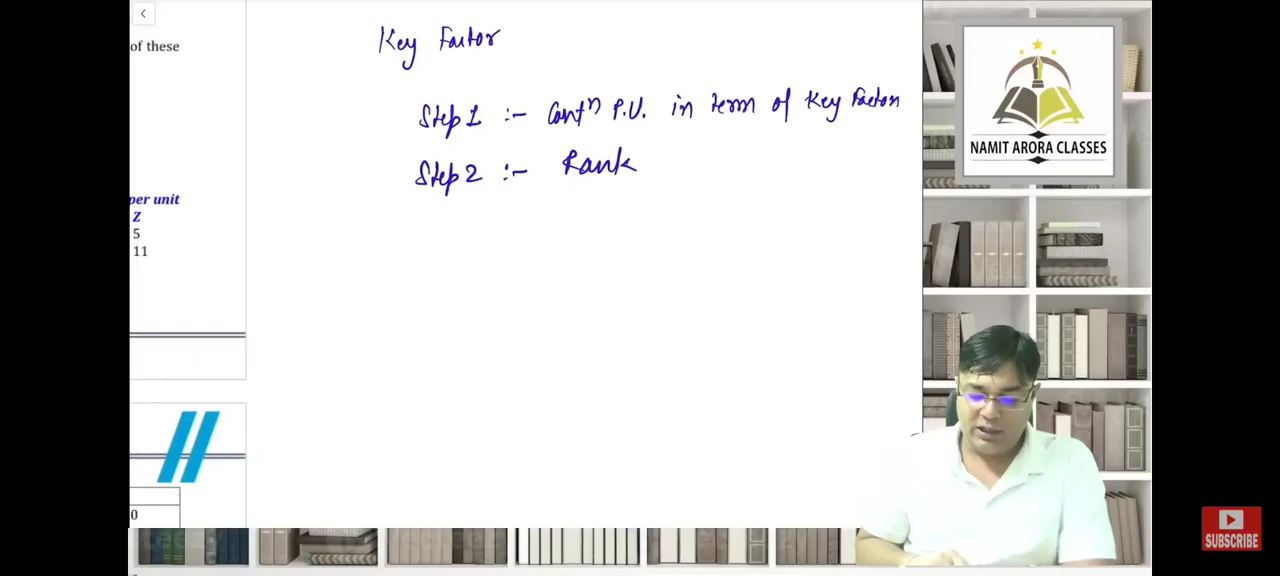 of these
Key Factor
Step 1 :- Contⁿ P.U. in term of Key Factor
Step 2 :- Rank
per unit
Z
5
11
0
NAMIT ARORA CLASSES
SUBSCRIBE